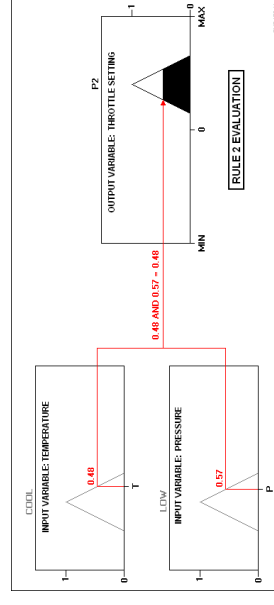 COOL
INPUT VARIABLE: TEMPERATURE
1
0.48
0
T
LOW
INPUT VARIABLE: PRESSURE
1
0.57
0
P
0.48 AND 0.57 = 0.48
P2
OUTPUT VARIABLE: THROTTLE SETTING
1
0
MIN
0
MAX
RULE 2 EVALUATION